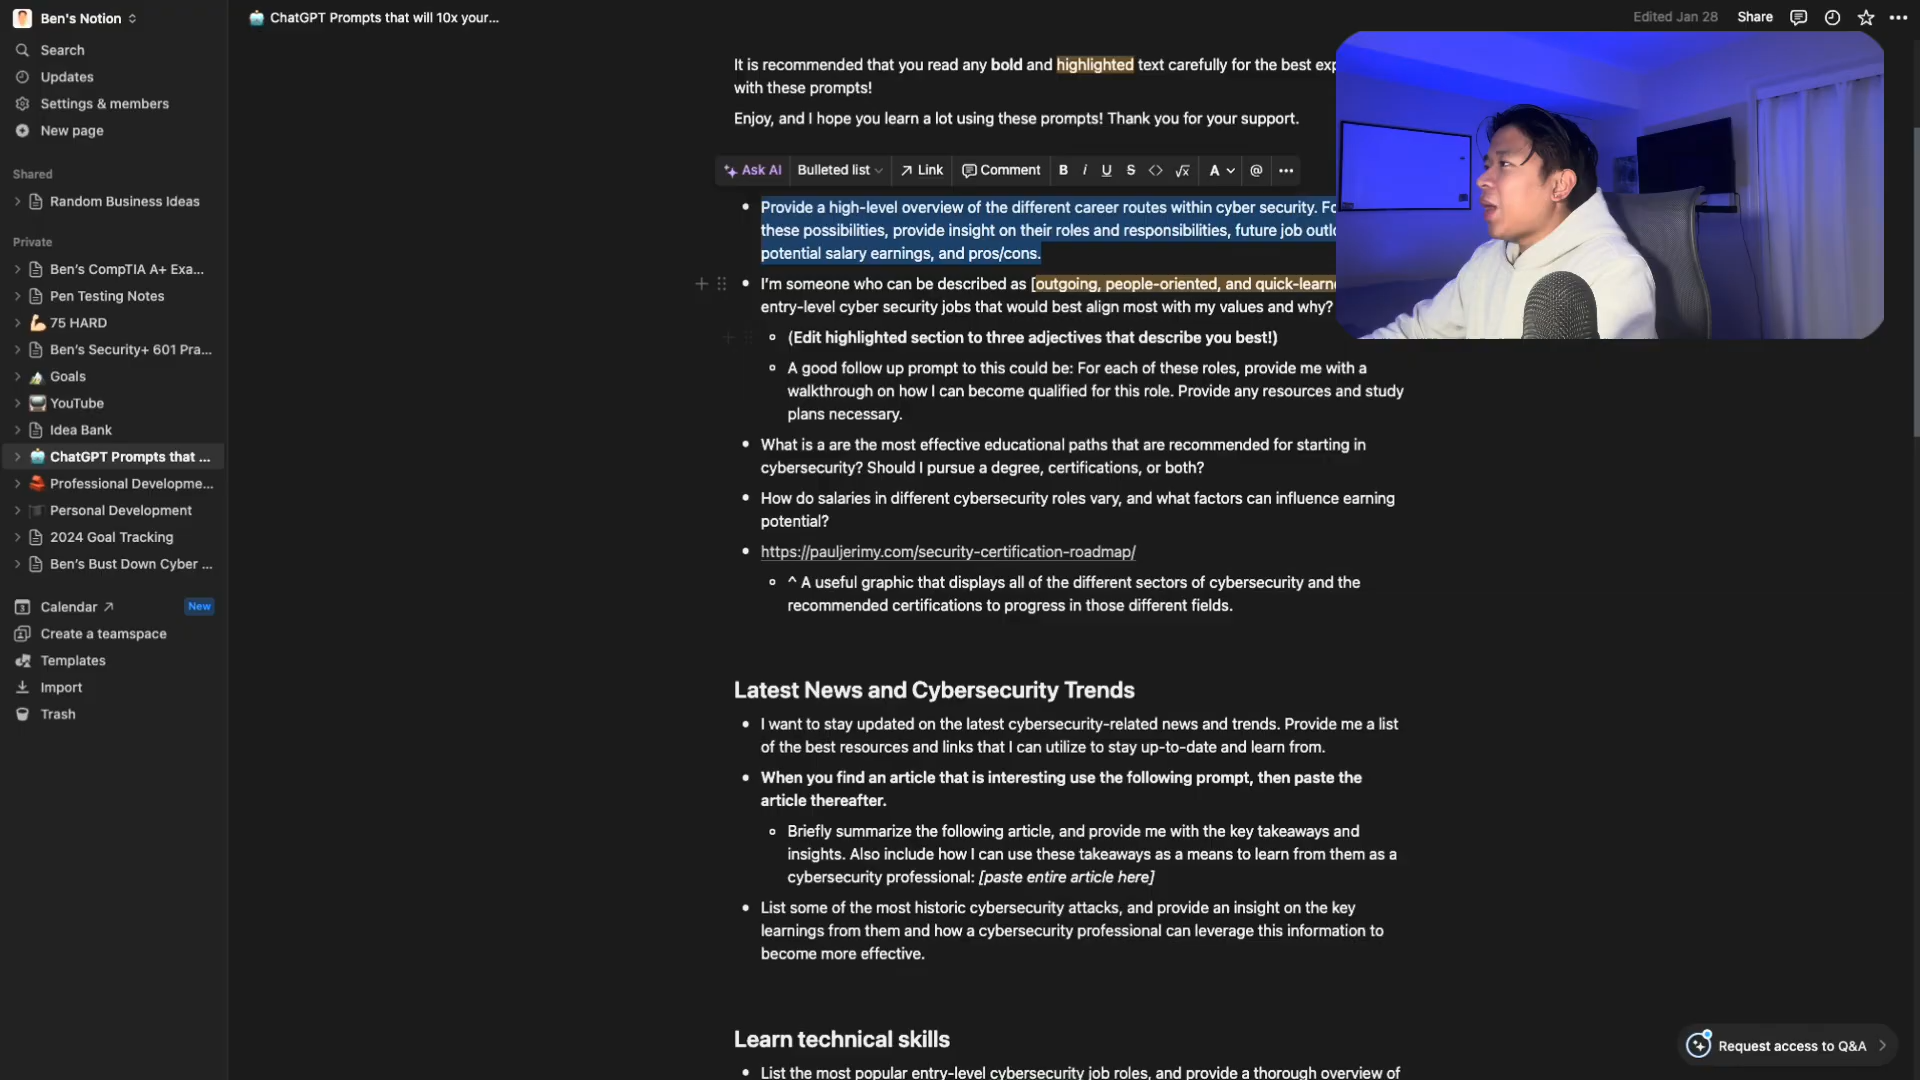 Ben's Notion
Search
Updates
Settings & members
New page
Shared
Random Business Ideas
Private
Ben's CompTIA A+ Exa...
Pen Testing Notes
75 HARD
Ben's Security+ 601 Pra...
Goals
YouTube
Idea Bank
ChatGPT Prompts that ...
Professional Developme...
Personal Development
2024 Goal Tracking
Ben's Bust Down Cyber ...
Calendar ↗ New
Create a teamspace
Templates
Import
Trash
ChatGPT Prompts that will 10x your...
Edited Jan 28 Share
It is recommended that you read any bold and highlighted text carefully for the best
with these prompts!
Enjoy, and I hope you learn a lot using these prompts! Thank you for your support.
Ask AI Bulleted list Link Comment B i U S <> √x A @ •••
• Provide a high-level overview of the different career routes within cyber security.
these possibilities, provide insight on their roles and responsibilities, future job
potential salary earnings, and pros/cons.
• I'm someone who can be described as [outgoing, people-oriented, and
entry-level cyber security jobs that would best align most with my values and why?
◦ (Edit highlighted section to three adjectives that describe you best!)
◦ A good follow up prompt to this could be: For each of these roles, provide me with a
walkthrough on how I can become qualified for this role. Provide any resources and study
plans necessary.
• What is a are the most effective educational paths that are recommended for starting in
cybersecurity? Should I pursue a degree, certifications, or both?
• How do salaries in different cybersecurity roles vary, and what factors can influence earning
potential?
• https://pauljerimy.com/security-certification-roadmap/
◦ ^ A useful graphic that displays all of the different sectors of cybersecurity and the
recommended certifications to progress in those different fields.
Latest News and Cybersecurity Trends
• I want to stay updated on the latest cybersecurity-related news and trends. Provide me a list
of the best resources and links that I can utilize to stay up-to-date and learn from.
• When you find an article that is interesting use the following prompt, then paste the
article thereafter.
◦ Briefly summarize the following article, and provide me with the key takeaways and
insights. Also include how I can use these takeaways as a means to learn from them as a
cybersecurity professional: [paste entire article here]
• List some of the most historic cybersecurity attacks, and provide an insight on the key
learnings from them and how a cybersecurity professional can leverage this information to
become more effective.
Learn technical skills
• List the most popular entry-level cybersecurity job roles, and provide a thorough overview of
Request access to Q&A